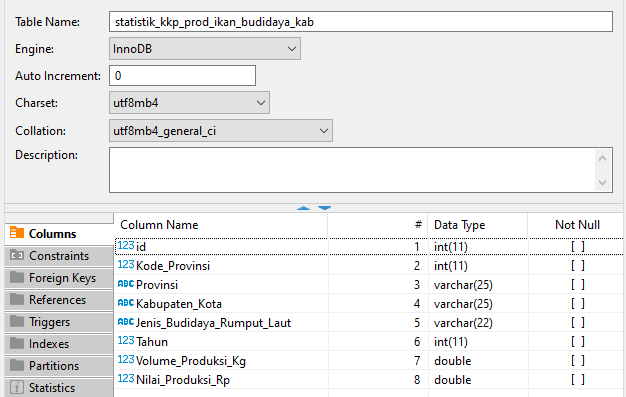 Table Name: statistik_kkp_prod_ikan_budidaya_kab
Engine: InnoDB
Auto Increment: 0
Charset: utf8mb4
Collation: utf8mb4_general_ci
Description:
Columns
Constraints
Foreign Keys
References
Triggers
Indexes
Partitions
Statistics
Column Name # Data Type Not Null
123 id 1 int(11) [ ]
123 Kode_Provinsi 2 int(11) [ ]
ABC Provinsi 3 varchar(25) [ ]
ABC Kabupaten_Kota 4 varchar(25) [ ]
ABC Jenis_Budidaya_Rumput_Laut 5 varchar(22) [ ]
123 Tahun 6 int(11) [ ]
123 Volume_Produksi_Kg 7 double [ ]
123 Nilai_Produksi_Rp 8 double [ ]